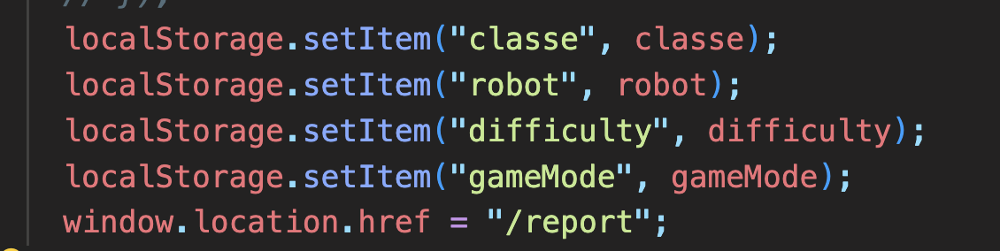 // });
localStorage.setItem("classe", classe);
localStorage.setItem("robot", robot);
localStorage.setItem("difficulty", difficulty);
localStorage.setItem("gameMode", gameMode);
window.location.href = "/report";